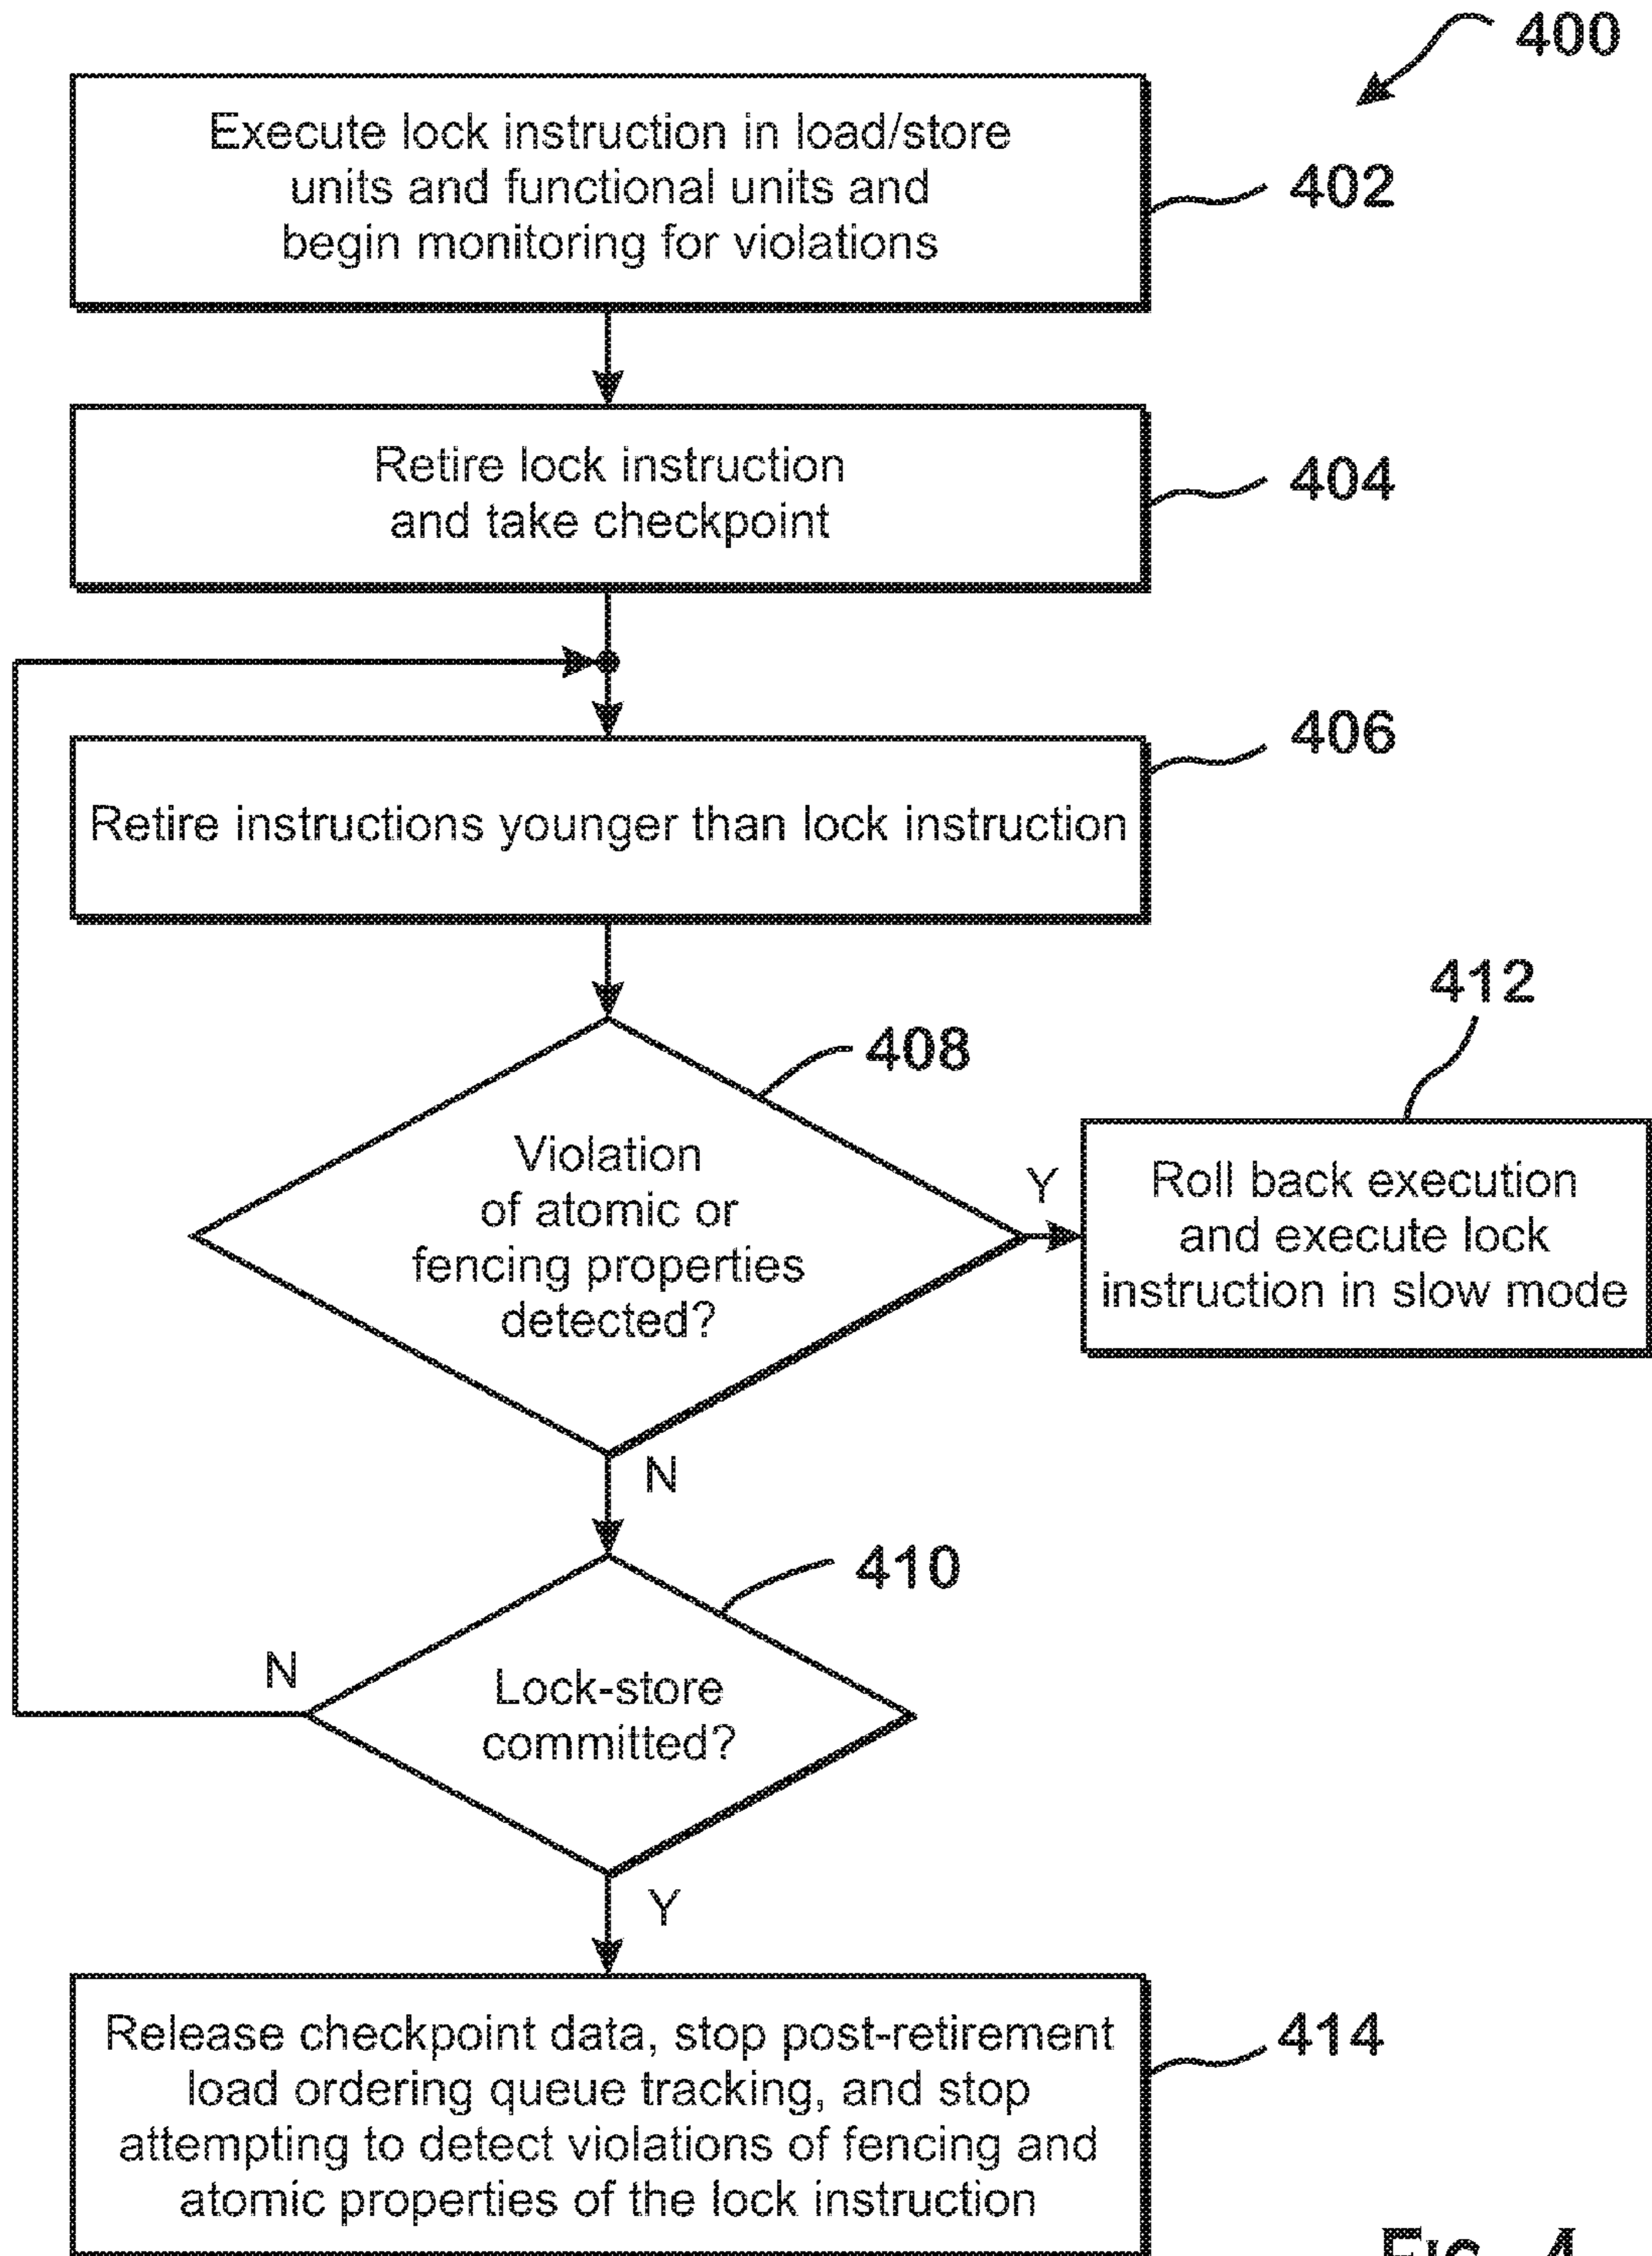 400
Execute lock instruction in load/store
units and functional units and
begin monitoring for violations
402
Retire lock instruction
and take checkpoint
404
406
Retire instructions younger than lock instruction
412
408
Violation
of atomic or
fencing properties
detected?
Y
Roll back execution
and execute lock
instruction in slow mode
N
410
N
Lock-store
committed?
Y
Release checkpoint data, stop post-retirement
load ordering queue tracking, and stop
attempting to detect violations of fencing and
atomic properties of the lock instruction
414
FIG. 4